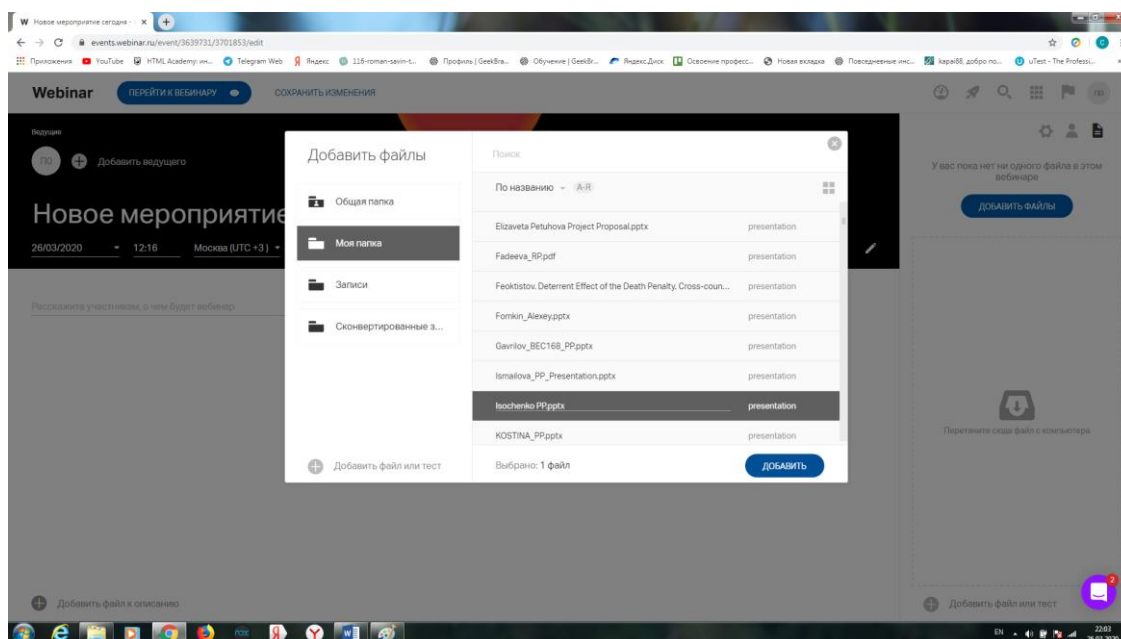 Новое мероприятие сегодня -
events.webinar.ru/event/3639731/3701853/edit
Приложения YouTube HTML Academy: ин... Telegram Web Яндекс 116-roman-savin-t... Профиль | GeekBra... Обучение | GeekBr... Яндекс.Диск Освоение професс... Новая вкладка Повседневные инс... kapai88, добро по... uTest - The Professi...
Webinar ПЕРЕЙТИ К ВЕБИНАРУ СОХРАНИТЬ ИЗМЕНЕНИЯ ПО
Ведущие
ПО Добавить ведущего
Новое мероприятие
26/03/2020 12:16 Москва (UTC +3)
Расскажите участникам, о чем будет вебинар
Добавить файл к описанию
Добавить файлы
Общая папка
Моя папка
Записи
Сконвертированные з...
Добавить файл или тест
Поиск
По названию А-Я
Elizaveta Petuhova Project Proposal.pptx presentation
Fadeeva_RP.pdf presentation
Feoktistov. Deterrent Effect of the Death Penalty. Cross-coun... presentation
Fomkin_Alexey.pptx presentation
Gavrilov_BEC168_PP.pptx presentation
Ismailova_PP_Presentation.pptx presentation
Isochenko PP.pptx presentation
KOSTINA_PP.pptx presentation
Выбрано: 1 файл ДОБАВИТЬ
У вас пока нет ни одного файла в этом
вебинаре
ДОБАВИТЬ ФАЙЛЫ
Перетяните сюда файл с компьютера
Добавить файл или тест
2
EN 22:03
26.03.2020